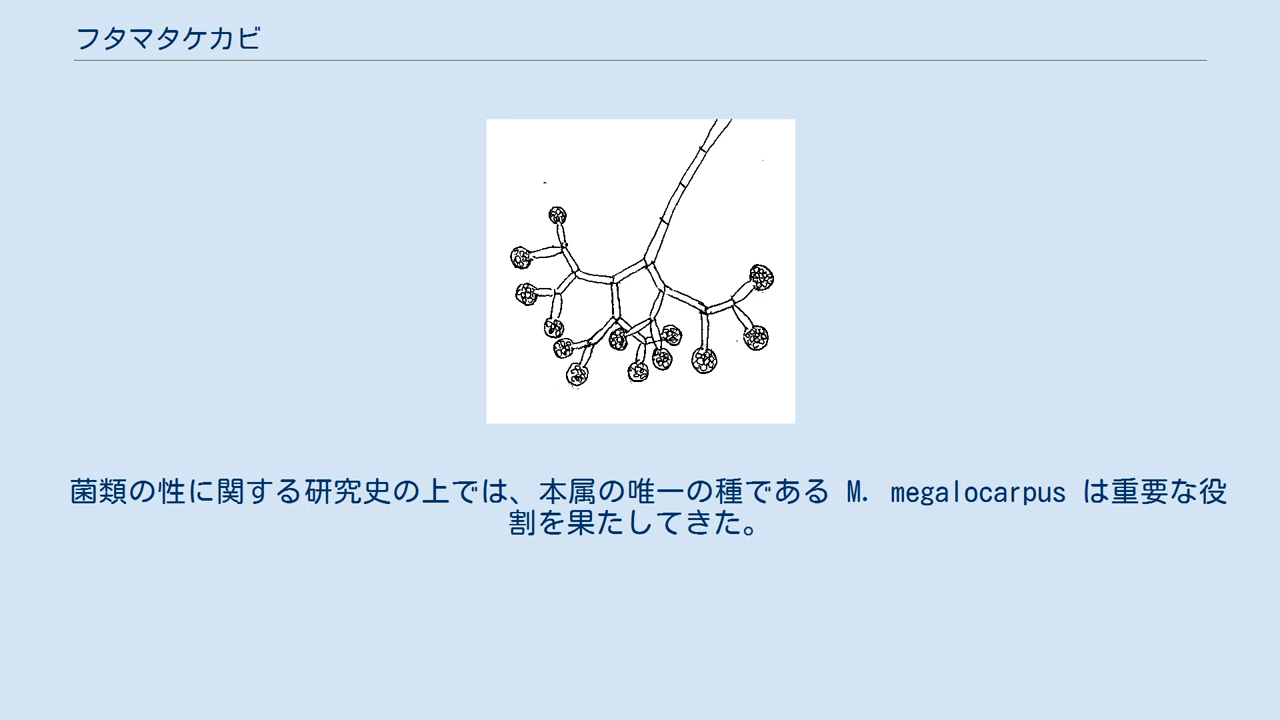 フタマタケカビ
菌類の性に関する研究史の上では、本属の唯一の種である M. megalocarpus は重要な役
割を果たしてきた。